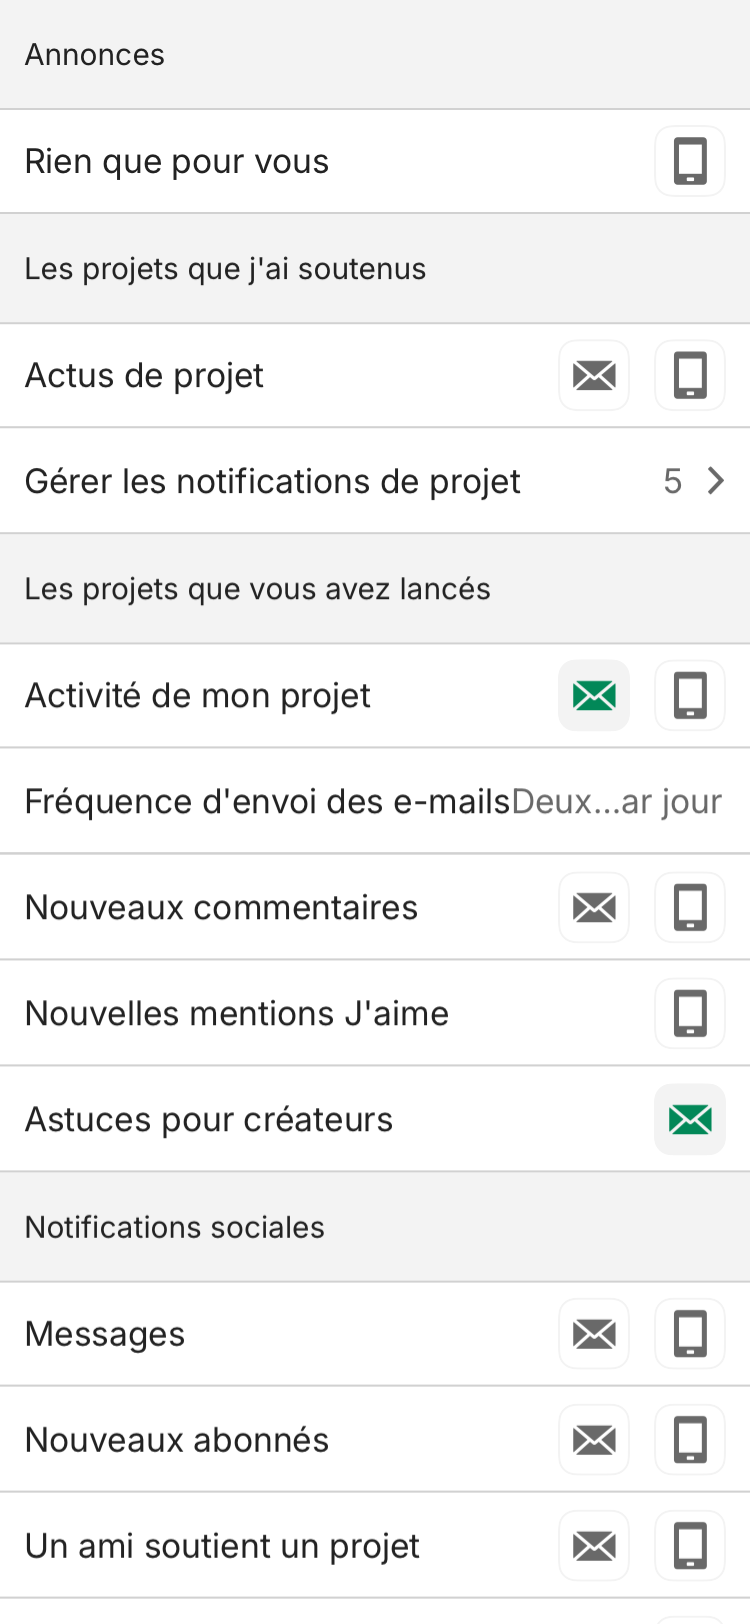 Annonces
Rien que pour vous
Les projets que j'ai soutenus
Actus de projet
Gérer les notifications de projet 5
Les projets que vous avez lancés
Activité de mon projet
Fréquence d'envoi des e-mails Deux...ar jour
Nouveaux commentaires
Nouvelles mentions J'aime
Astuces pour créateurs
Notifications sociales
Messages
Nouveaux abonnés
Un ami soutient un projet